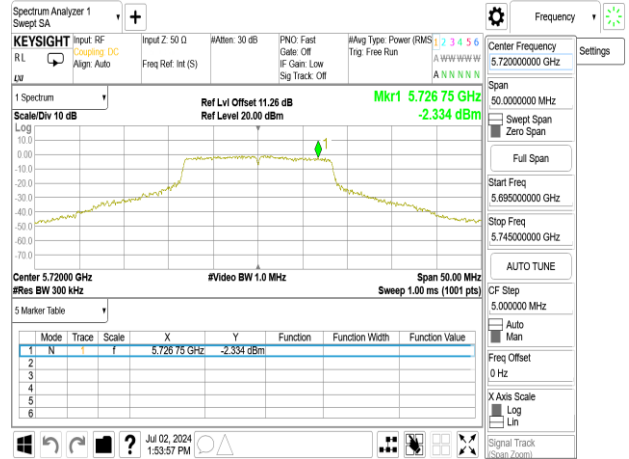 Spectrum Analyzer 1
Swept SA
Frequency
KEYSIGHT
RL
Input: RF
Coupling: DC
Align: Auto
Input Z: 50 Ω
Freq Ref: Int (S)
#Atten: 30 dB
PNO: Fast
Gate: Off
IF Gain: Low
Sig Track: Off
#Avg Type: Power (RMS
Trig: Free Run
1 2 3 4 5 6
A W W W W W
A N N N N N
LW
1 Spectrum
Scale/Div 10 dB
Log
Ref Lvl Offset 11.26 dB
Ref Level 20.00 dBm
Mkr1 5.726 75 GHz
-2.334 dBm
1
10.0
0.00
-10.0
-20.0
-30.0
-40.0
-50.0
-60.0
-70.0
Center 5.72000 GHz
#Res BW 300 kHz
#Video BW 1.0 MHz
Span 50.00 MHz
Sweep 1.00 ms (1001 pts)
5 Marker Table
Mode Trace Scale X Y Function Function Width Function Value
1 N 1 f 5.726 75 GHz -2.334 dBm
2
3
4
5
6
Jul 02, 2024
1:53:57 PM
Center Frequency
5.720000000 GHz
Settings
Span
50.0000000 MHz
Swept Span
Zero Span
Full Span
Start Freq
5.695000000 GHz
Stop Freq
5.745000000 GHz
AUTO TUNE
CF Step
5.000000 MHz
Auto
Man
Freq Offset
0 Hz
X Axis Scale
Log
Lin
Signal Track
(Span Zoom)